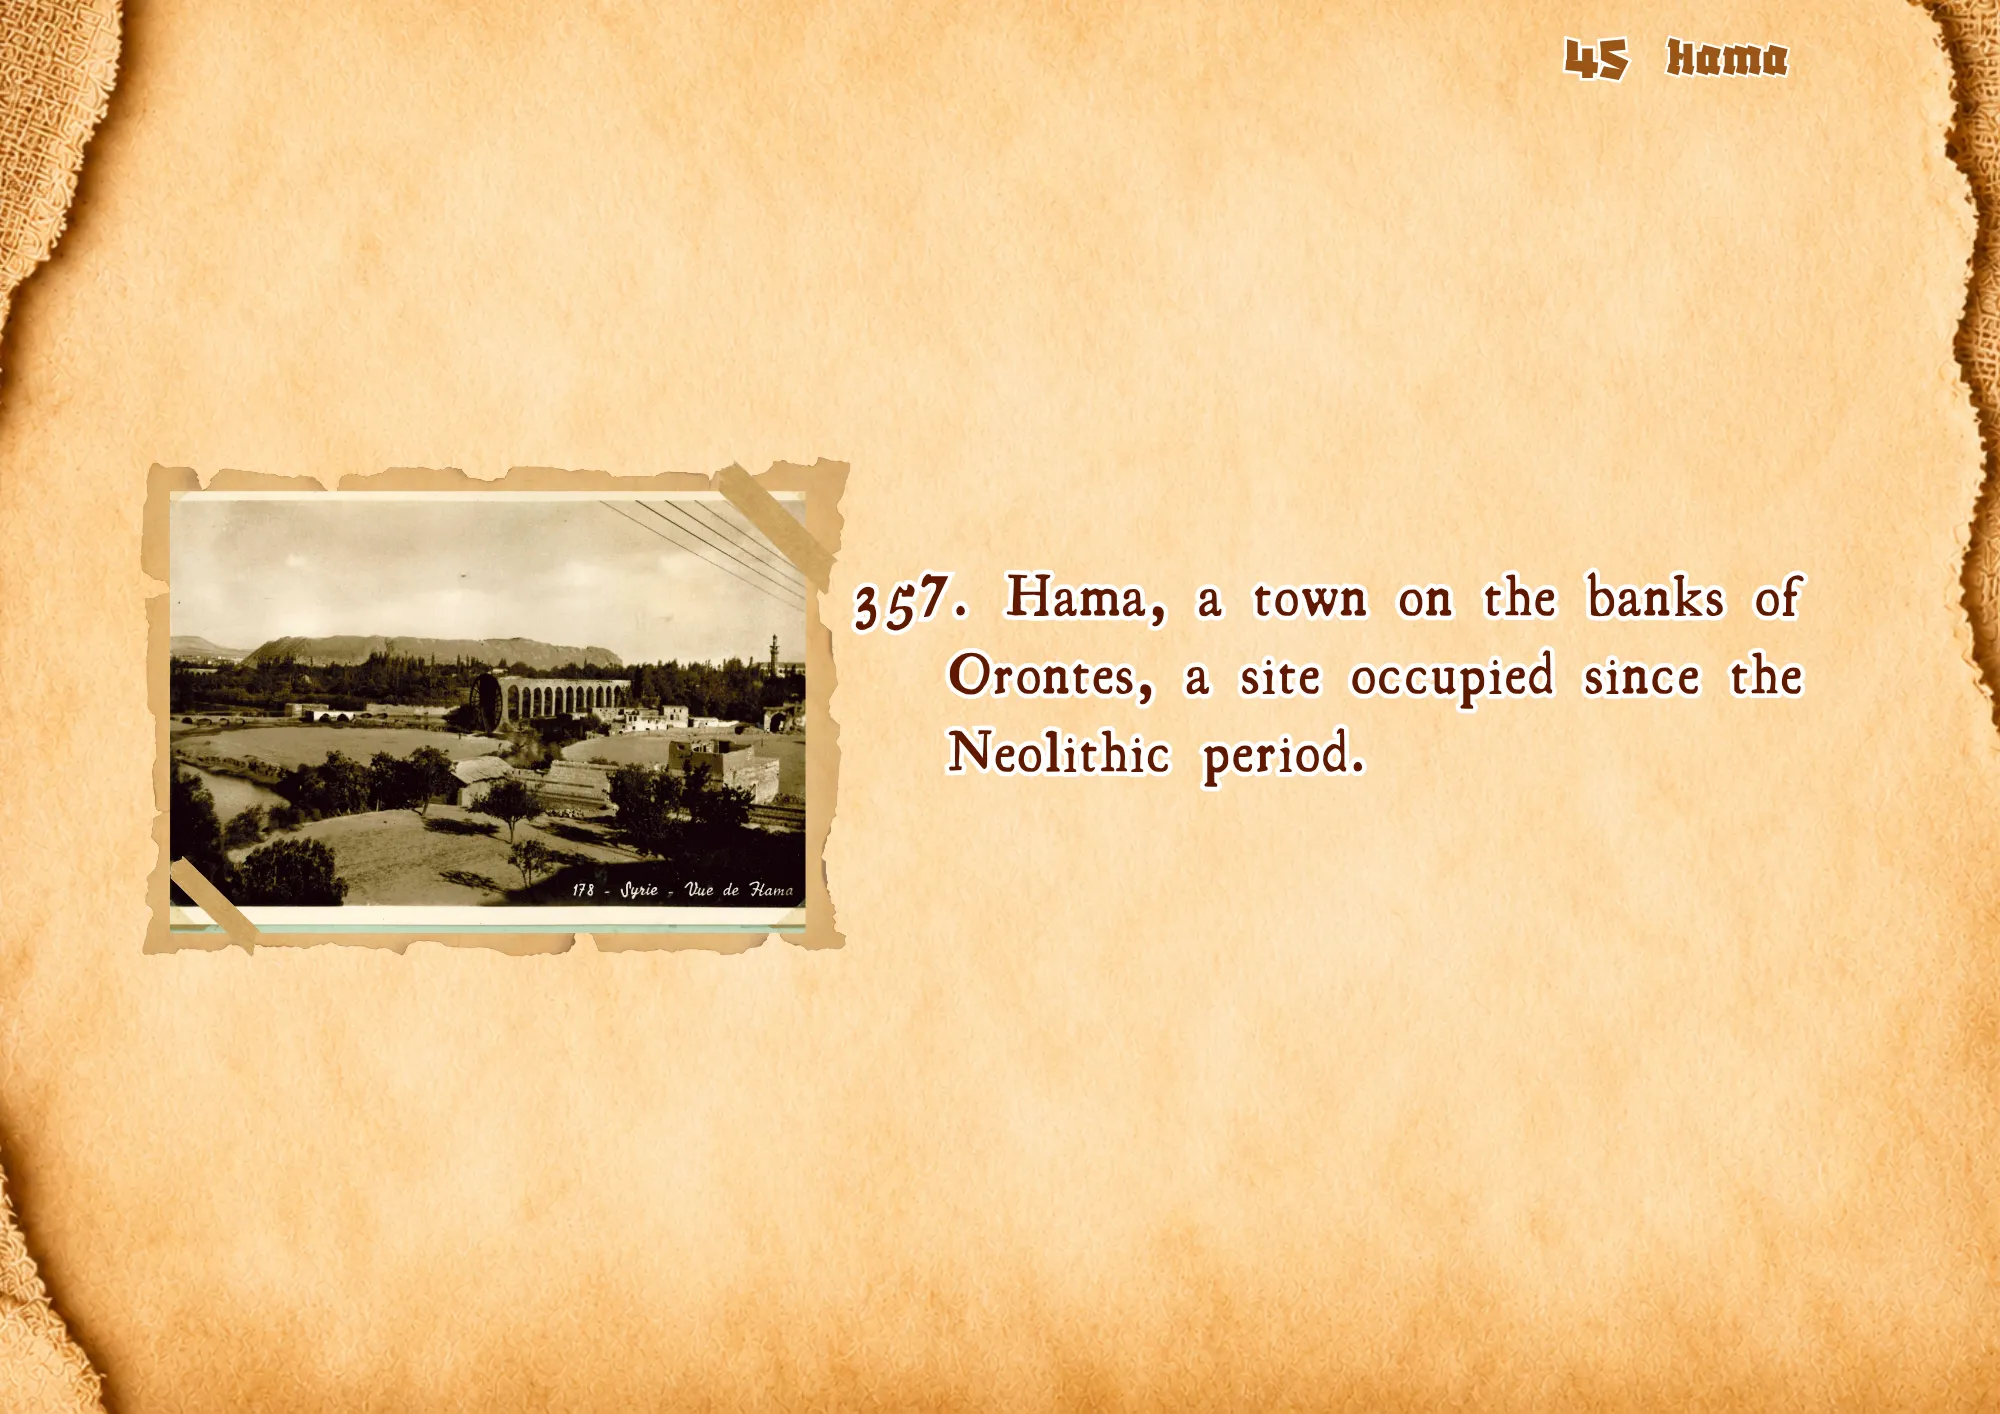 45 Hama
357. Hama, a town on the banks of
Orontes, a site occupied since the
Neolithic period.
178 - Syrie - Vue de Hama